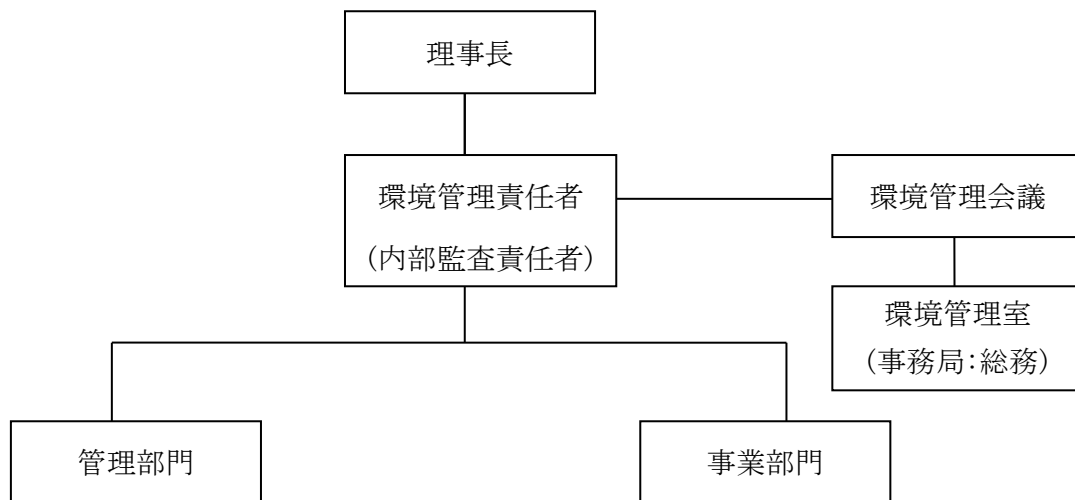 理事長
環境管理責任者
(内部監査責任者)
環境管理会議
環境管理室
(事務局:総務)
管理部門
事業部門